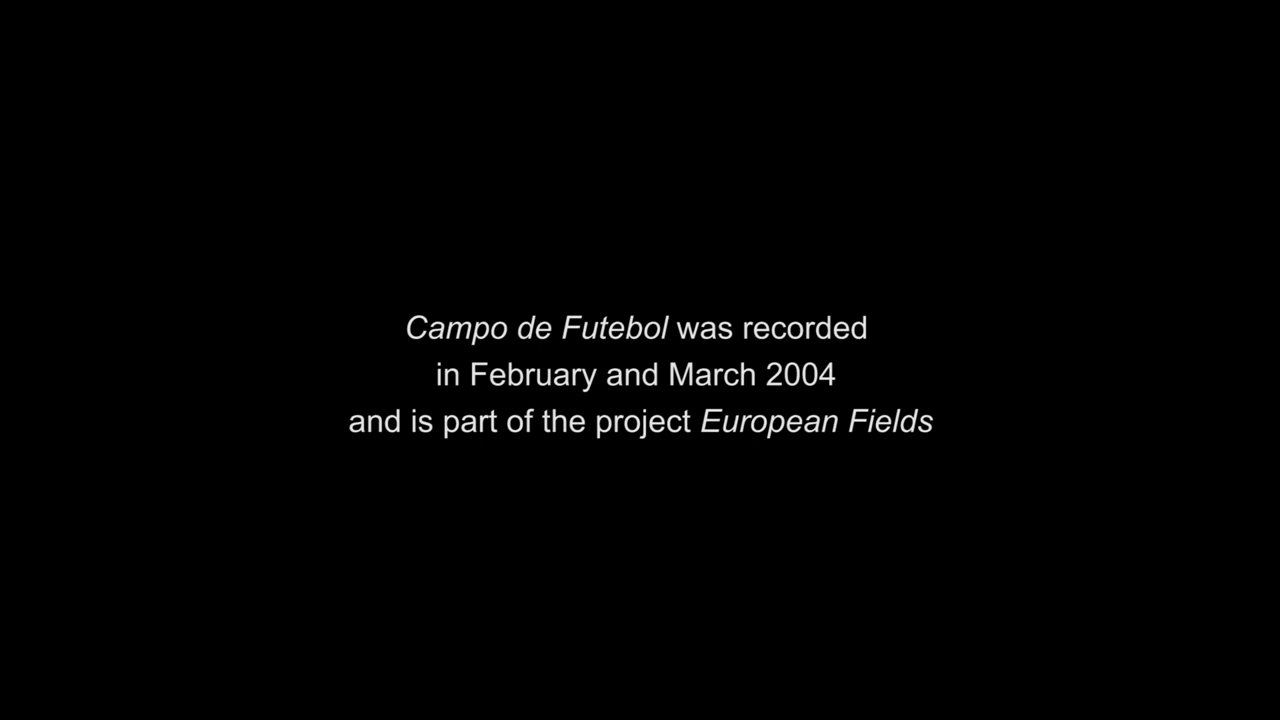 Campo de Futebol was recorded
in February and March 2004
and is part of the project European Fields